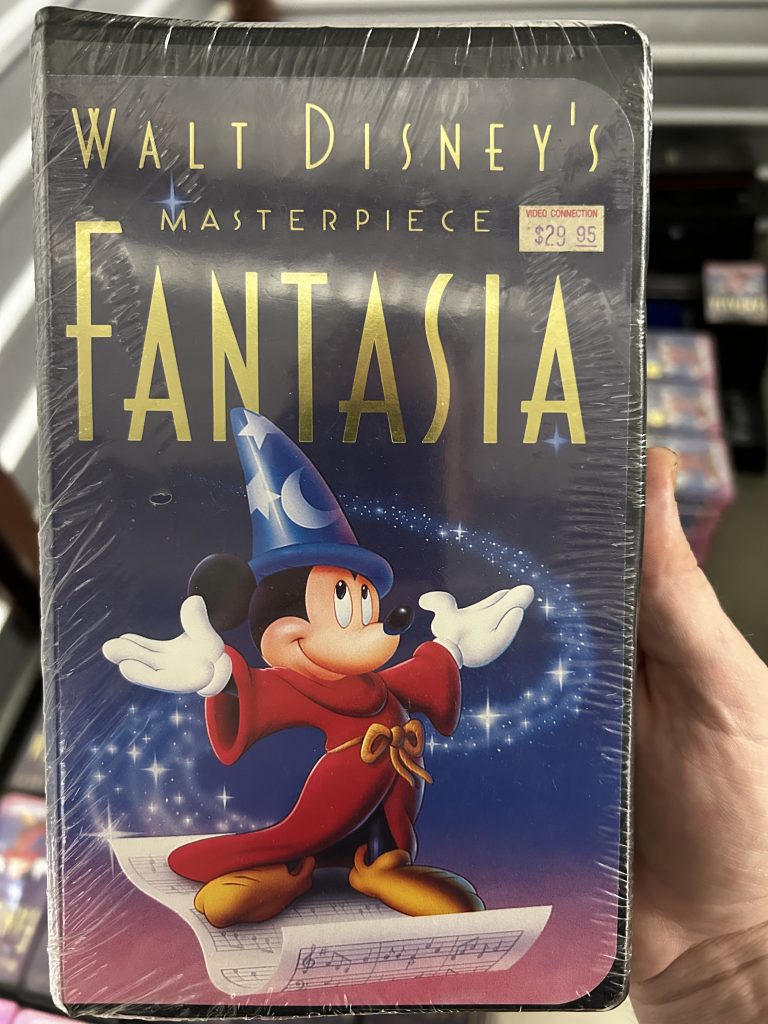 WALT DISNEY'S
MASTERPIECE
VIDEO CONNECTION
$29 95
FANTASIA